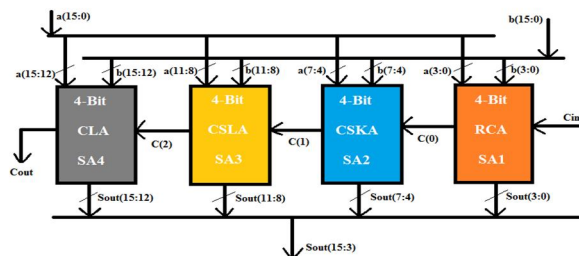 a(15:0)
b(15:0)
a(15:12)
b(15:12)
a(11:8)
b(11:8)
a(7:4)
b(7:4)
a(3:0)
b(3:0)
4-Bit
CLA
SA4
4-Bit
CSLA
SA3
4-Bit
CSKA
SA2
4-Bit
RCA
SA1
C(2)
C(1)
C(0)
Cin
Cout
Sout(15:12)
Sout(11:8)
Sout(7:4)
Sout(3:0)
Sout(15:3)